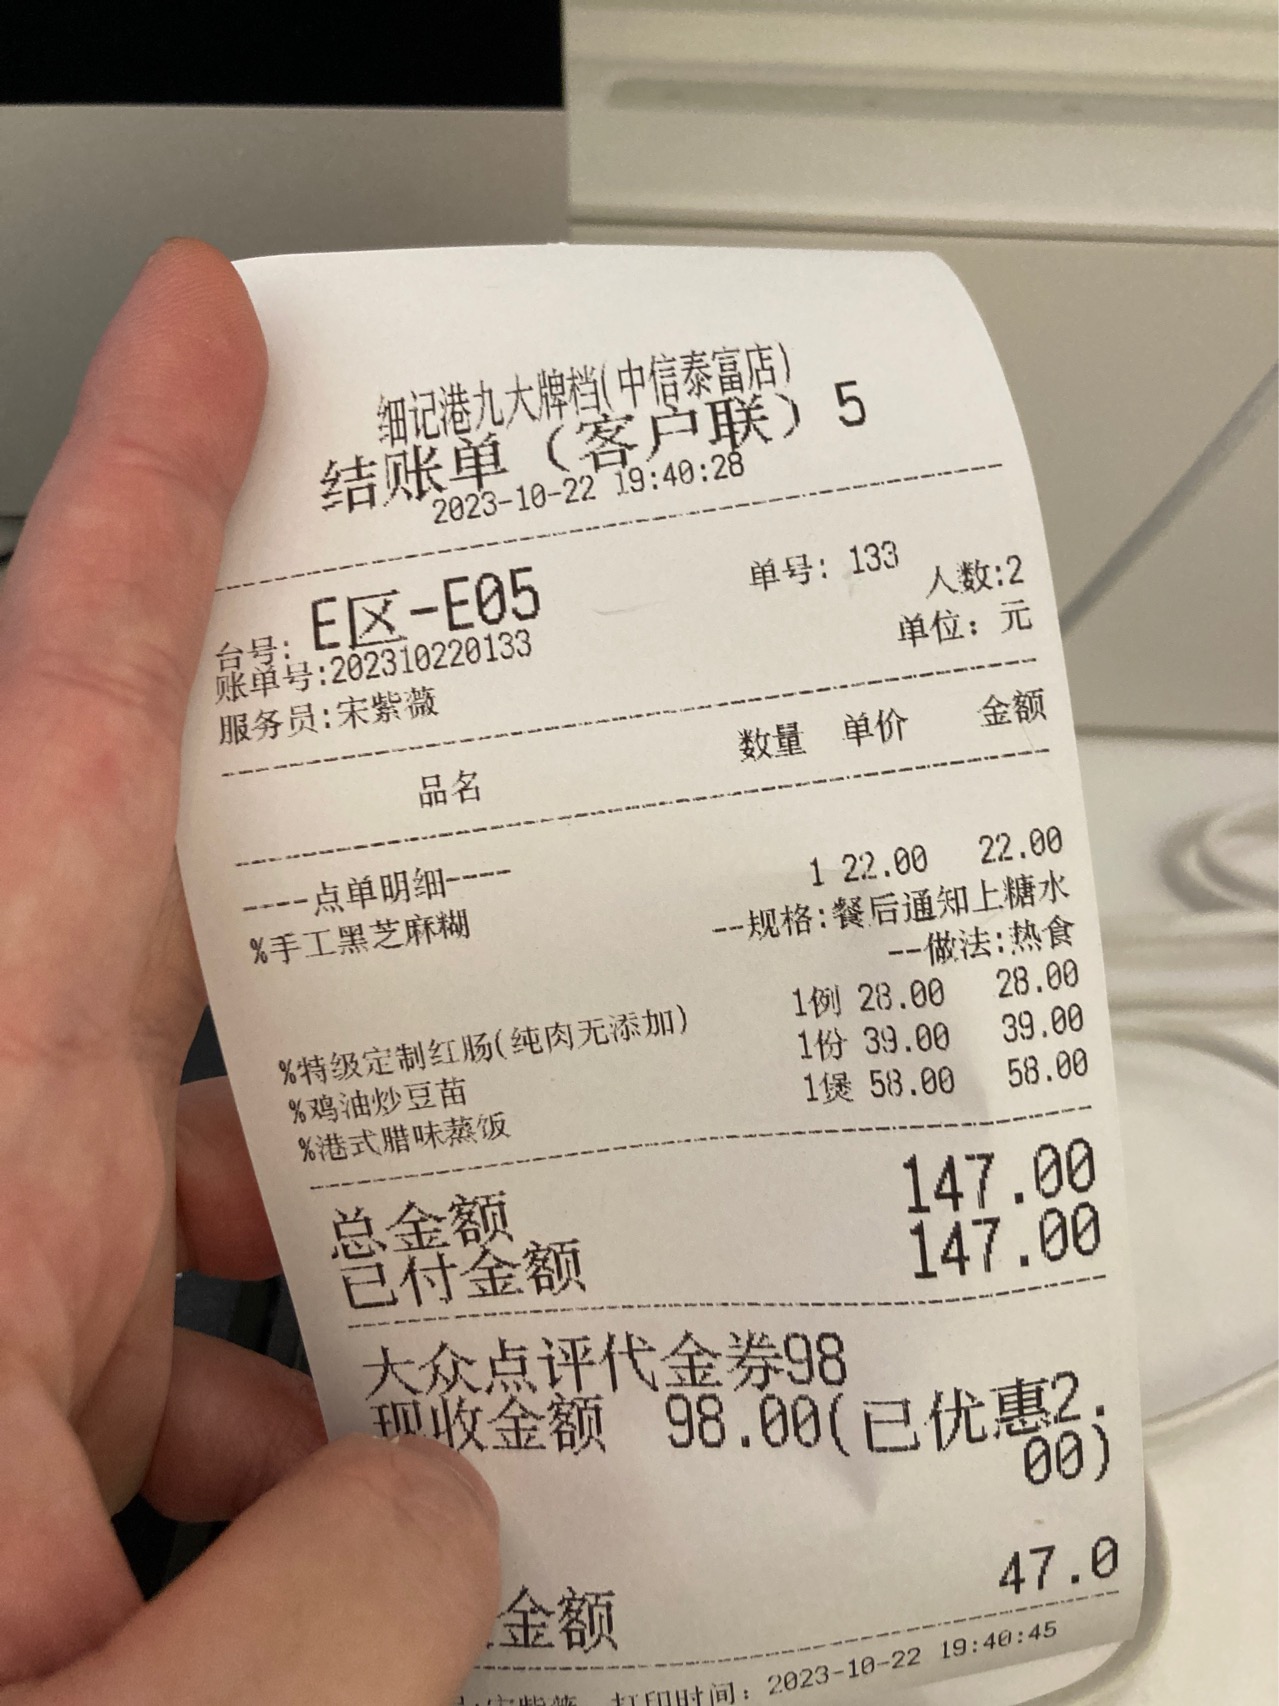 细记港九大牌档(中信泰富店)
结账单（客户联）5
2023-10-22 19:40:28
台号: E区-E05 单号: 133 人数:2
账单号:202310220133 单位: 元
服务员:宋紫薇
品名 数量 单价 金额
----点单明细----
%手工黑芝麻糊 1 22.00 22.00
--规格:餐后通知上糖水
--做法:热食
%特级定制红肠(纯肉无添加) 1例 28.00 28.00
%鸡油炒豆苗 1份 39.00 39.00
%港式腊味蒸饭 1煲 58.00 58.00
总金额 147.00
已付金额 147.00
大众点评代金券98
现收金额 98.00(已优惠2.
00)
47.0
金额
宋紫薇 打印时间: 2023-10-22 19:40:45